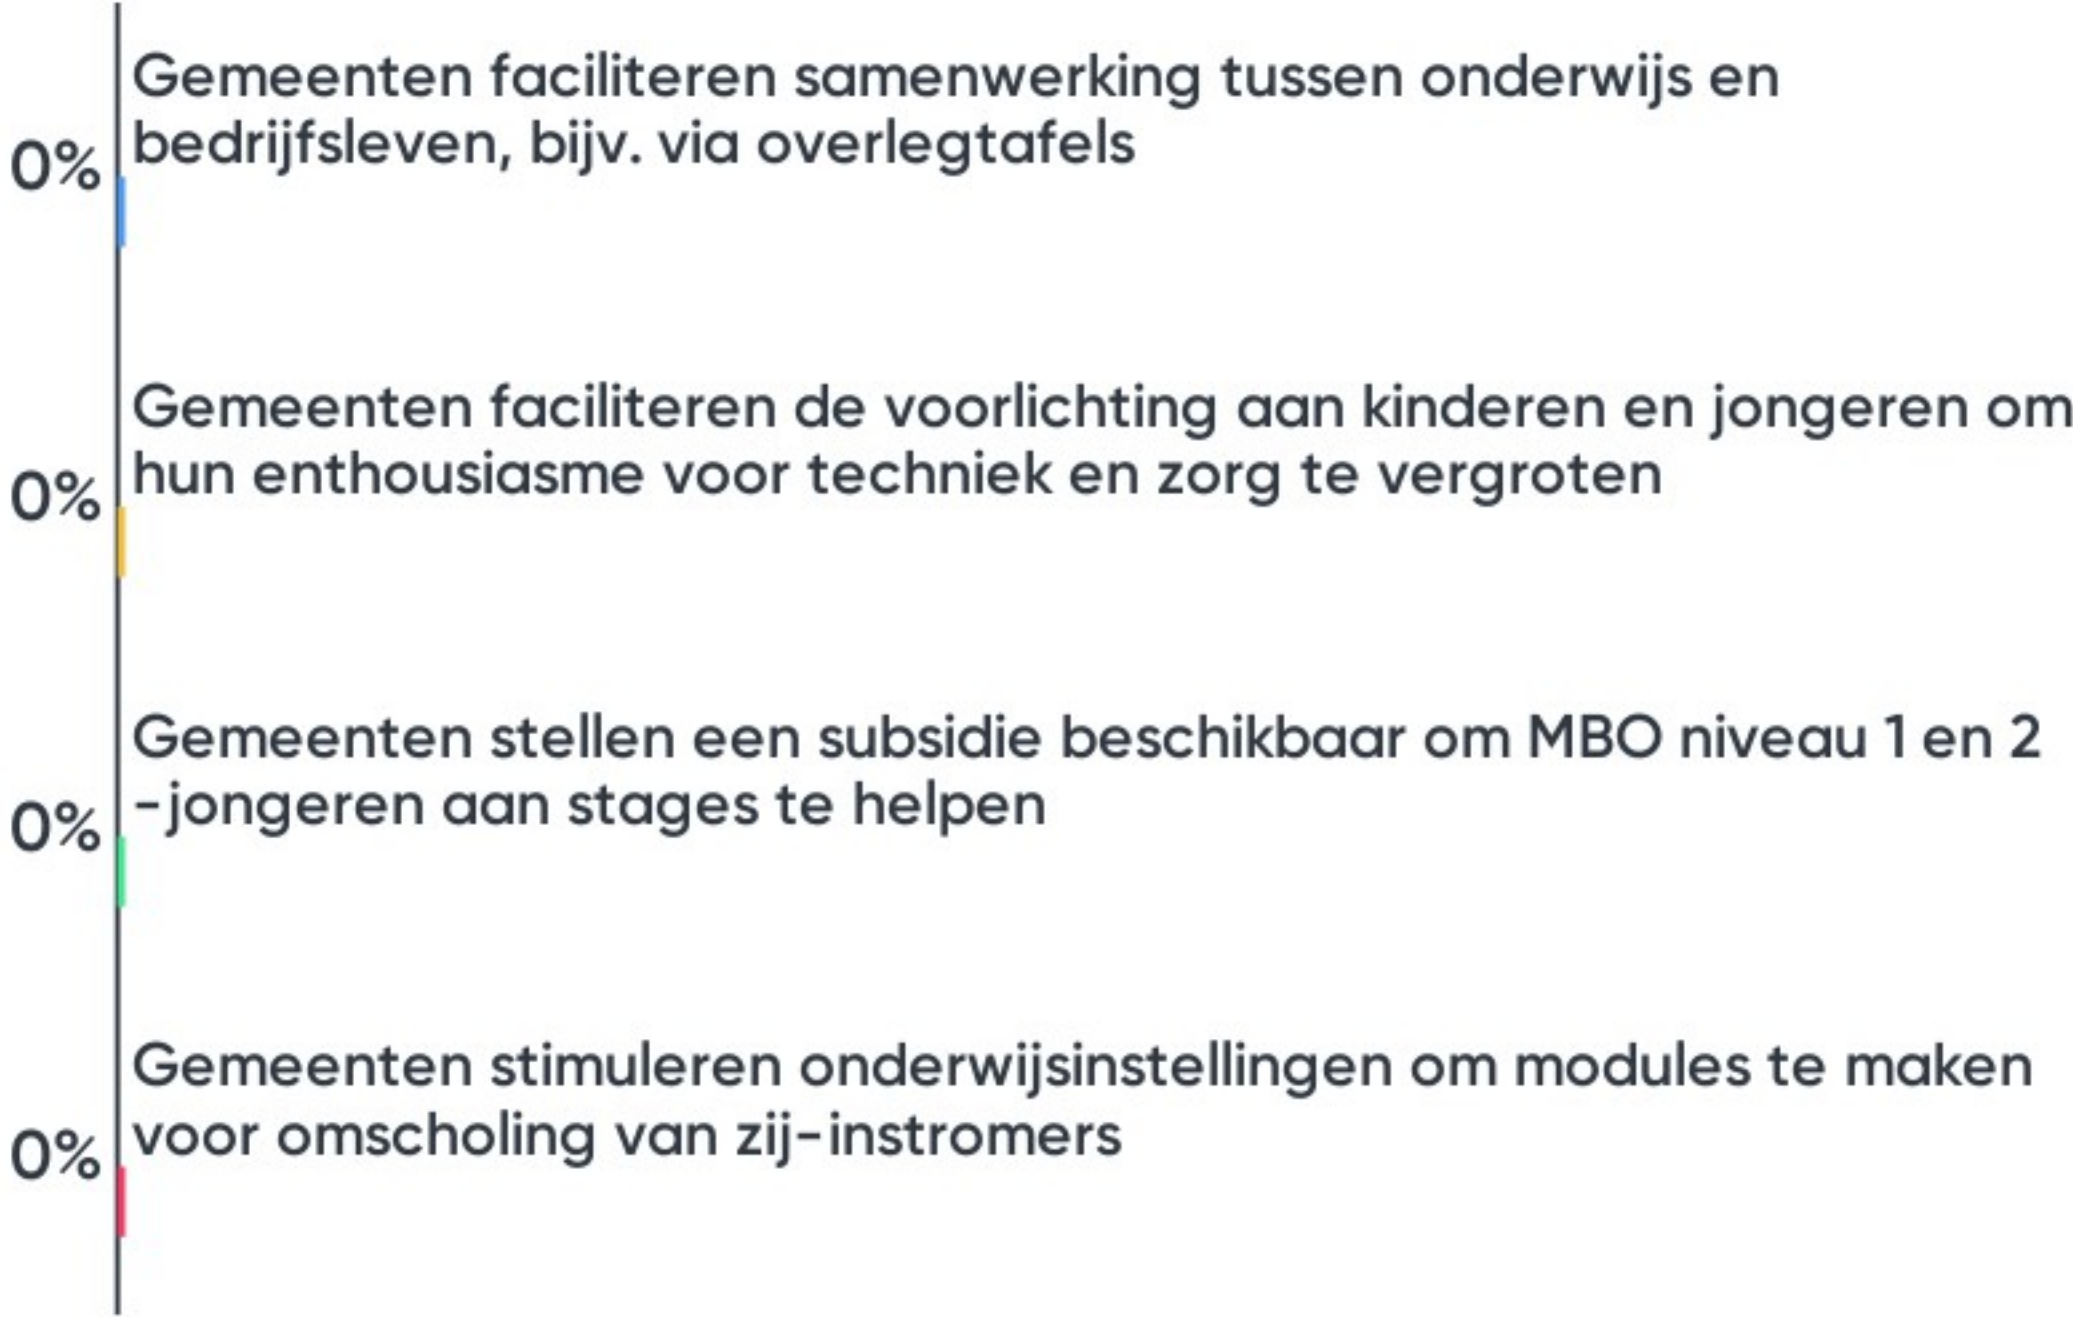 Gemeenten faciliteren samenwerking tussen onderwijs en
bedrijfsleven, bijv. via overlegtafels
0%
Gemeenten faciliteren de voorlichting aan kinderen en jongeren om
hun enthousiasme voor techniek en zorg te vergroten
0%
Gemeenten stellen een subsidie beschikbaar om MBO niveau 1 en 2
-jongeren aan stages te helpen
0%
Gemeenten stimuleren onderwijsinstellingen om modules te maken
voor omscholing van zij-instromers
0%